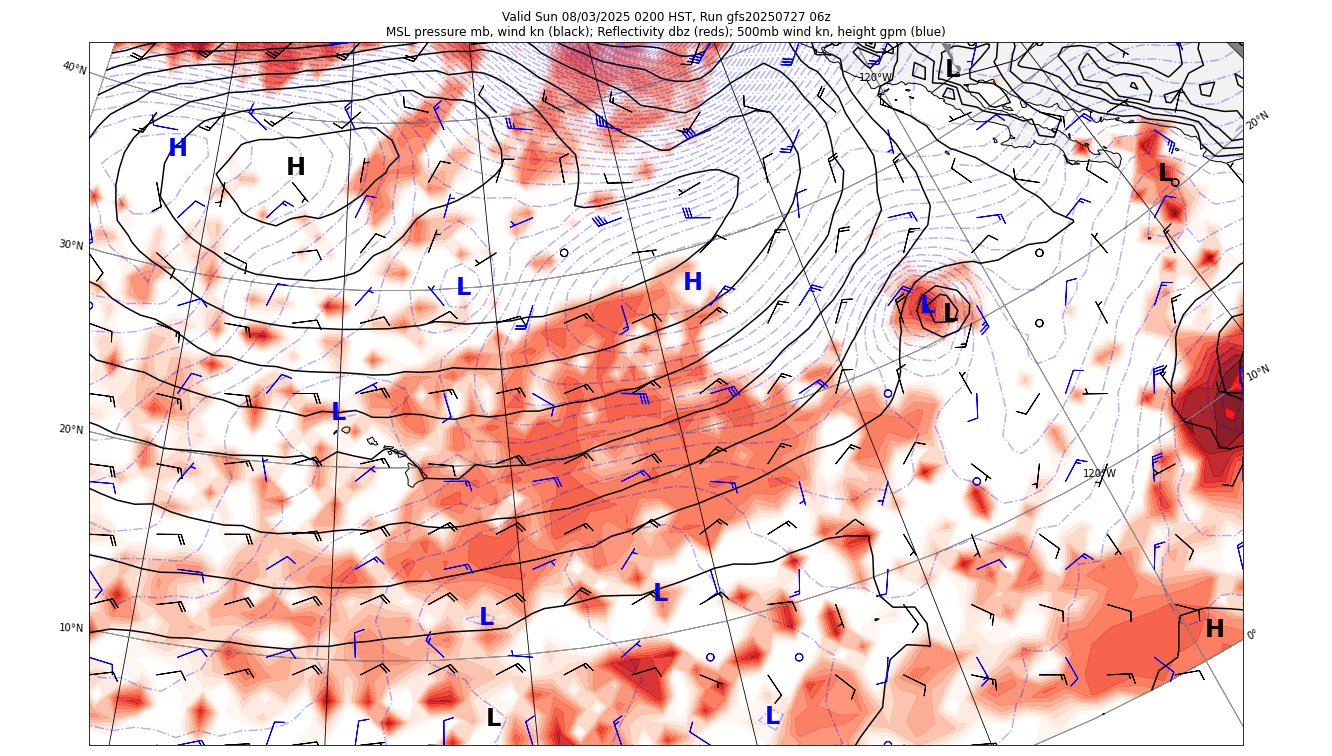 Valid Sun 08/03/2025 0200 HST, Run gfs20250727 06z
MSL pressure mb, wind kn (black); Reflectivity dbz (reds); 500mb wind kn, height gpm (blue)
40°N
120°W
L
20°N
H
H
L
30°N
L
H
L
L
10°N
L
20°N
120°W
L
10°N
L
H
0°
L
L